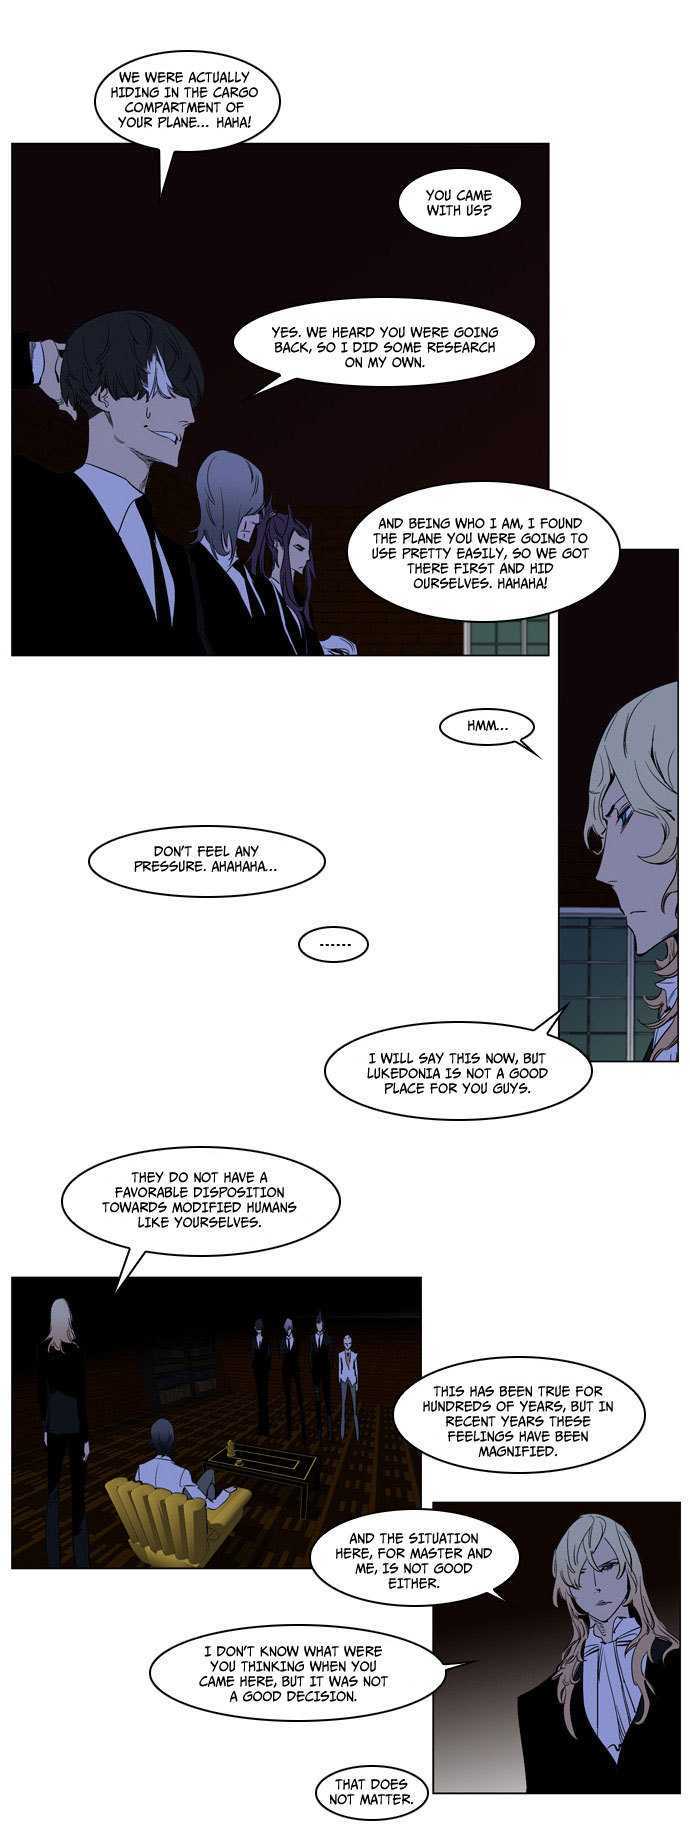 WE WERE ACTUALLY
HIDING IN THE CARGO
COMPARTMENT OF
YOUR PLANE... HAHA!
YOU CAME
WITH US?
YES. WE HEARD YOU WERE GOING
BACK, SO I DID SOME RESEARCH
ON MY OWN.
AND BEING WHO I AM, I FOUND
THE PLANE YOU WERE GOING TO
USE PRETTY EASILY, SO WE GOT
THERE FIRST AND HID
OURSELVES. HAHAHA!
HMM...
DON'T FEEL ANY
PRESSURE. AHAHAHA...
------
I WILL SAY THIS NOW, BUT
LUKEDONIA IS NOT A GOOD
PLACE FOR YOU GUYS.
THEY DO NOT HAVE A
FAVORABLE DISPOSITION
TOWARDS MODIFIED HUMANS
LIKE YOURSELVES.
THIS HAS BEEN TRUE FOR
HUNDREDS OF YEARS, BUT IN
RECENT YEARS THESE
FEELINGS HAVE BEEN
MAGNIFIED.
AND THE SITUATION
HERE, FOR MASTER AND
ME, IS NOT GOOD
EITHER.
I DON'T KNOW WHAT WERE
YOU THINKING WHEN YOU
CAME HERE, BUT IT WAS NOT
A GOOD DECISION.
THAT DOES
NOT MATTER.